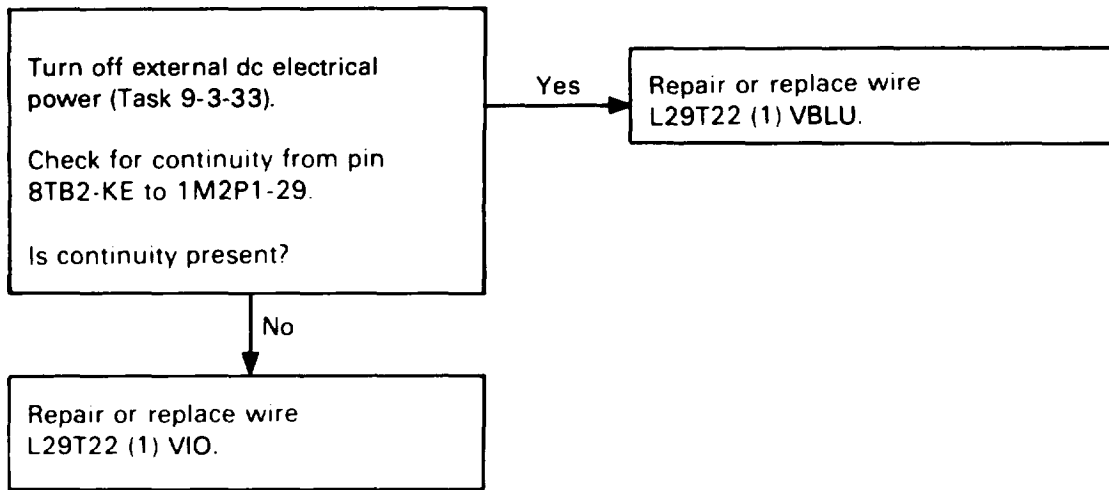 Turn off external dc electrical
power (Task 9-3-33).
Check for continuity from pin
8TB2-KE to 1M2P1-29.
Is continuity present?
Yes
Repair or replace wire
L29T22 (1) VBLU.
No
Repair or replace wire
L29T22 (1) VIO.